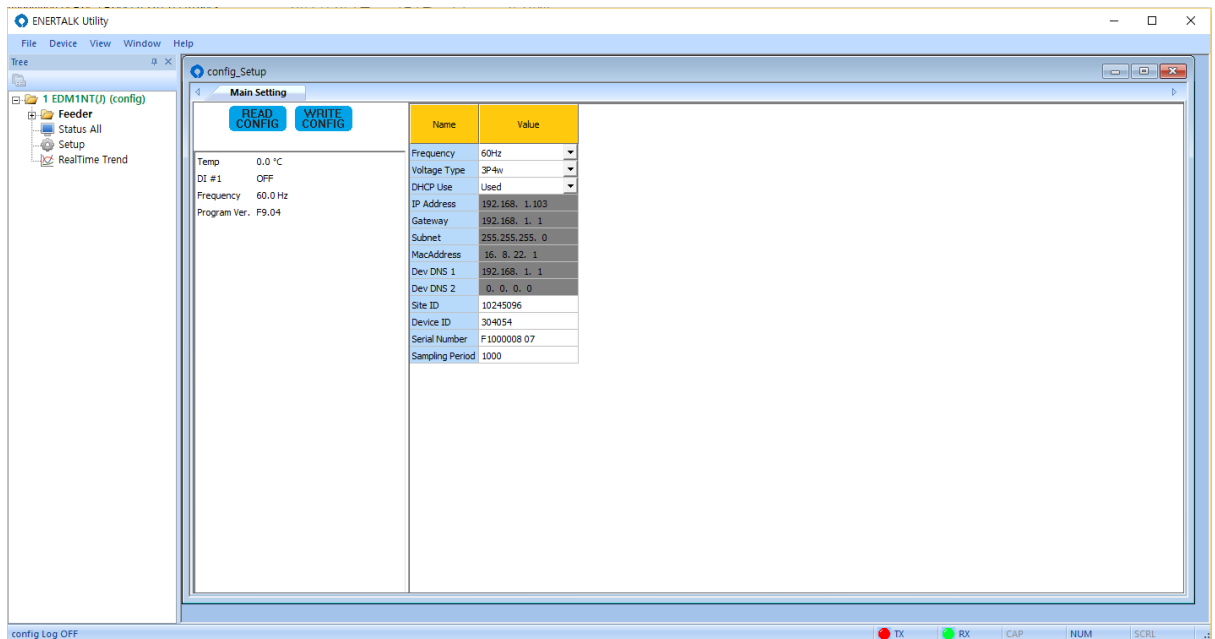 ENERTALK Utility
File Device View Window Help
Tree
1 EDM1NT(J) (config)
Feeder
Status All
Setup
RealTime Trend
config_Setup
Main Setting
READ CONFIG
WRITE CONFIG
Temp 0.0 °C
DI #1 OFF
Frequency 60.0 Hz
Program Ver. F9.04
Name Value
Frequency 60Hz
Voltage Type 3P4w
DHCP Use Used
IP Address 192.168. 1.103
Gateway 192.168. 1. 1
Subnet 255.255.255. 0
MacAddress 16. 8. 22. 1
Dev DNS 1 192.168. 1. 1
Dev DNS 2 0. 0. 0. 0
Site ID 10245096
Device ID 304054
Serial Number F1000008 07
Sampling Period 1000
config Log OFF
TX RX CAP NUM SCRL